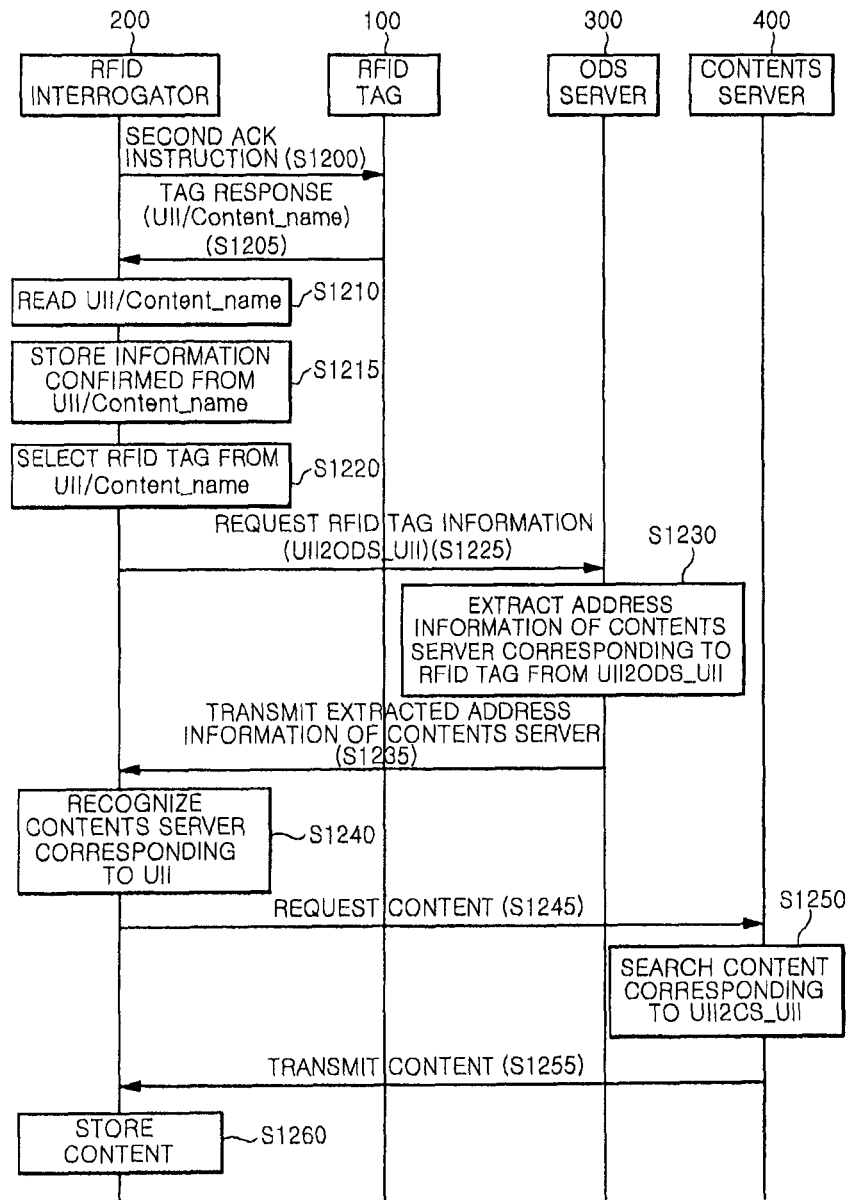 200
100
300
400
RFID
INTERROGATOR
RFID
TAG
ODS
SERVER
CONTENTS
SERVER
SECOND ACK
INSTRUCTION (S1200)
TAG RESPONSE
(UII/Content_name)
(S1205)
READ UII/Content_name
S1210
STORE INFORMATION
CONFIRMED FROM
UII/Content_name
S1215
SELECT RFID TAG FROM
UII/Content_name
S1220
REQUEST RFID TAG INFORMATION
(UII2ODS_UII)(S1225)
S1230
EXTRACT ADDRESS
INFORMATION OF CONTENTS
SERVER CORRESPONDING TO
RFID TAG FROM UII2ODS_UII
TRANSMIT EXTRACTED ADDRESS
INFORMATION OF CONTENTS SERVER
(S1235)
RECOGNIZE
CONTENTS SERVER
CORRESPONDING
TO UII
S1240
REQUEST CONTENT (S1245)
S1250
SEARCH CONTENT
CORRESPONDING
TO UII2CS_UII
TRANSMIT CONTENT (S1255)
STORE
CONTENT
S1260